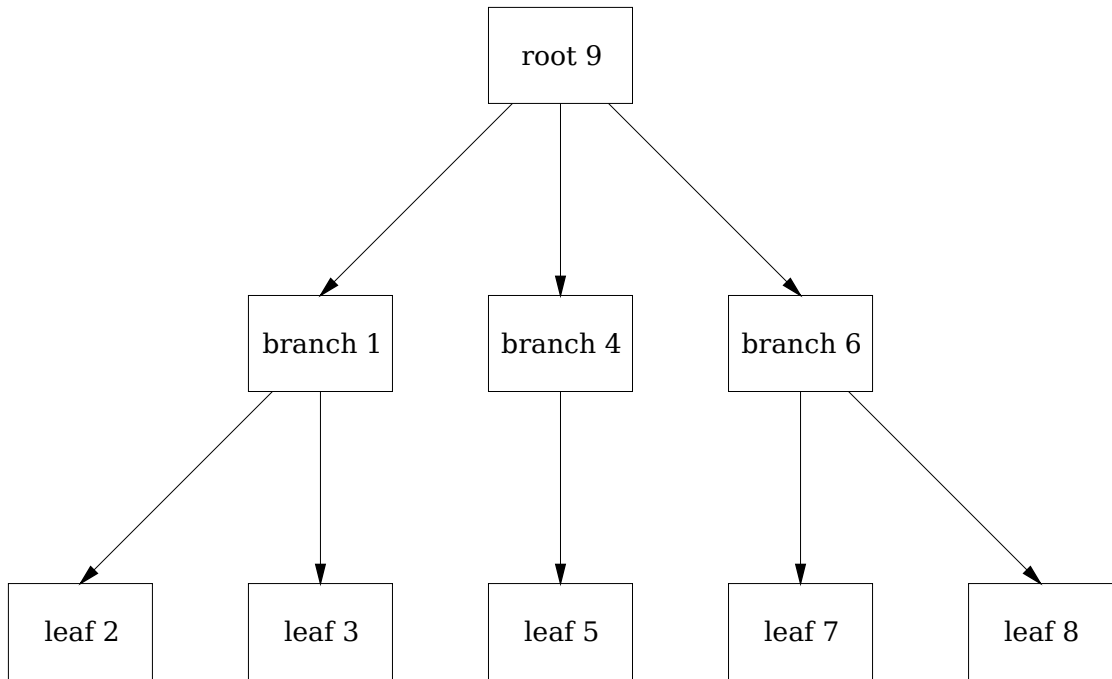 root 9
branch 1
branch 4
branch 6
leaf 2
leaf 3
leaf 5
leaf 7
leaf 8